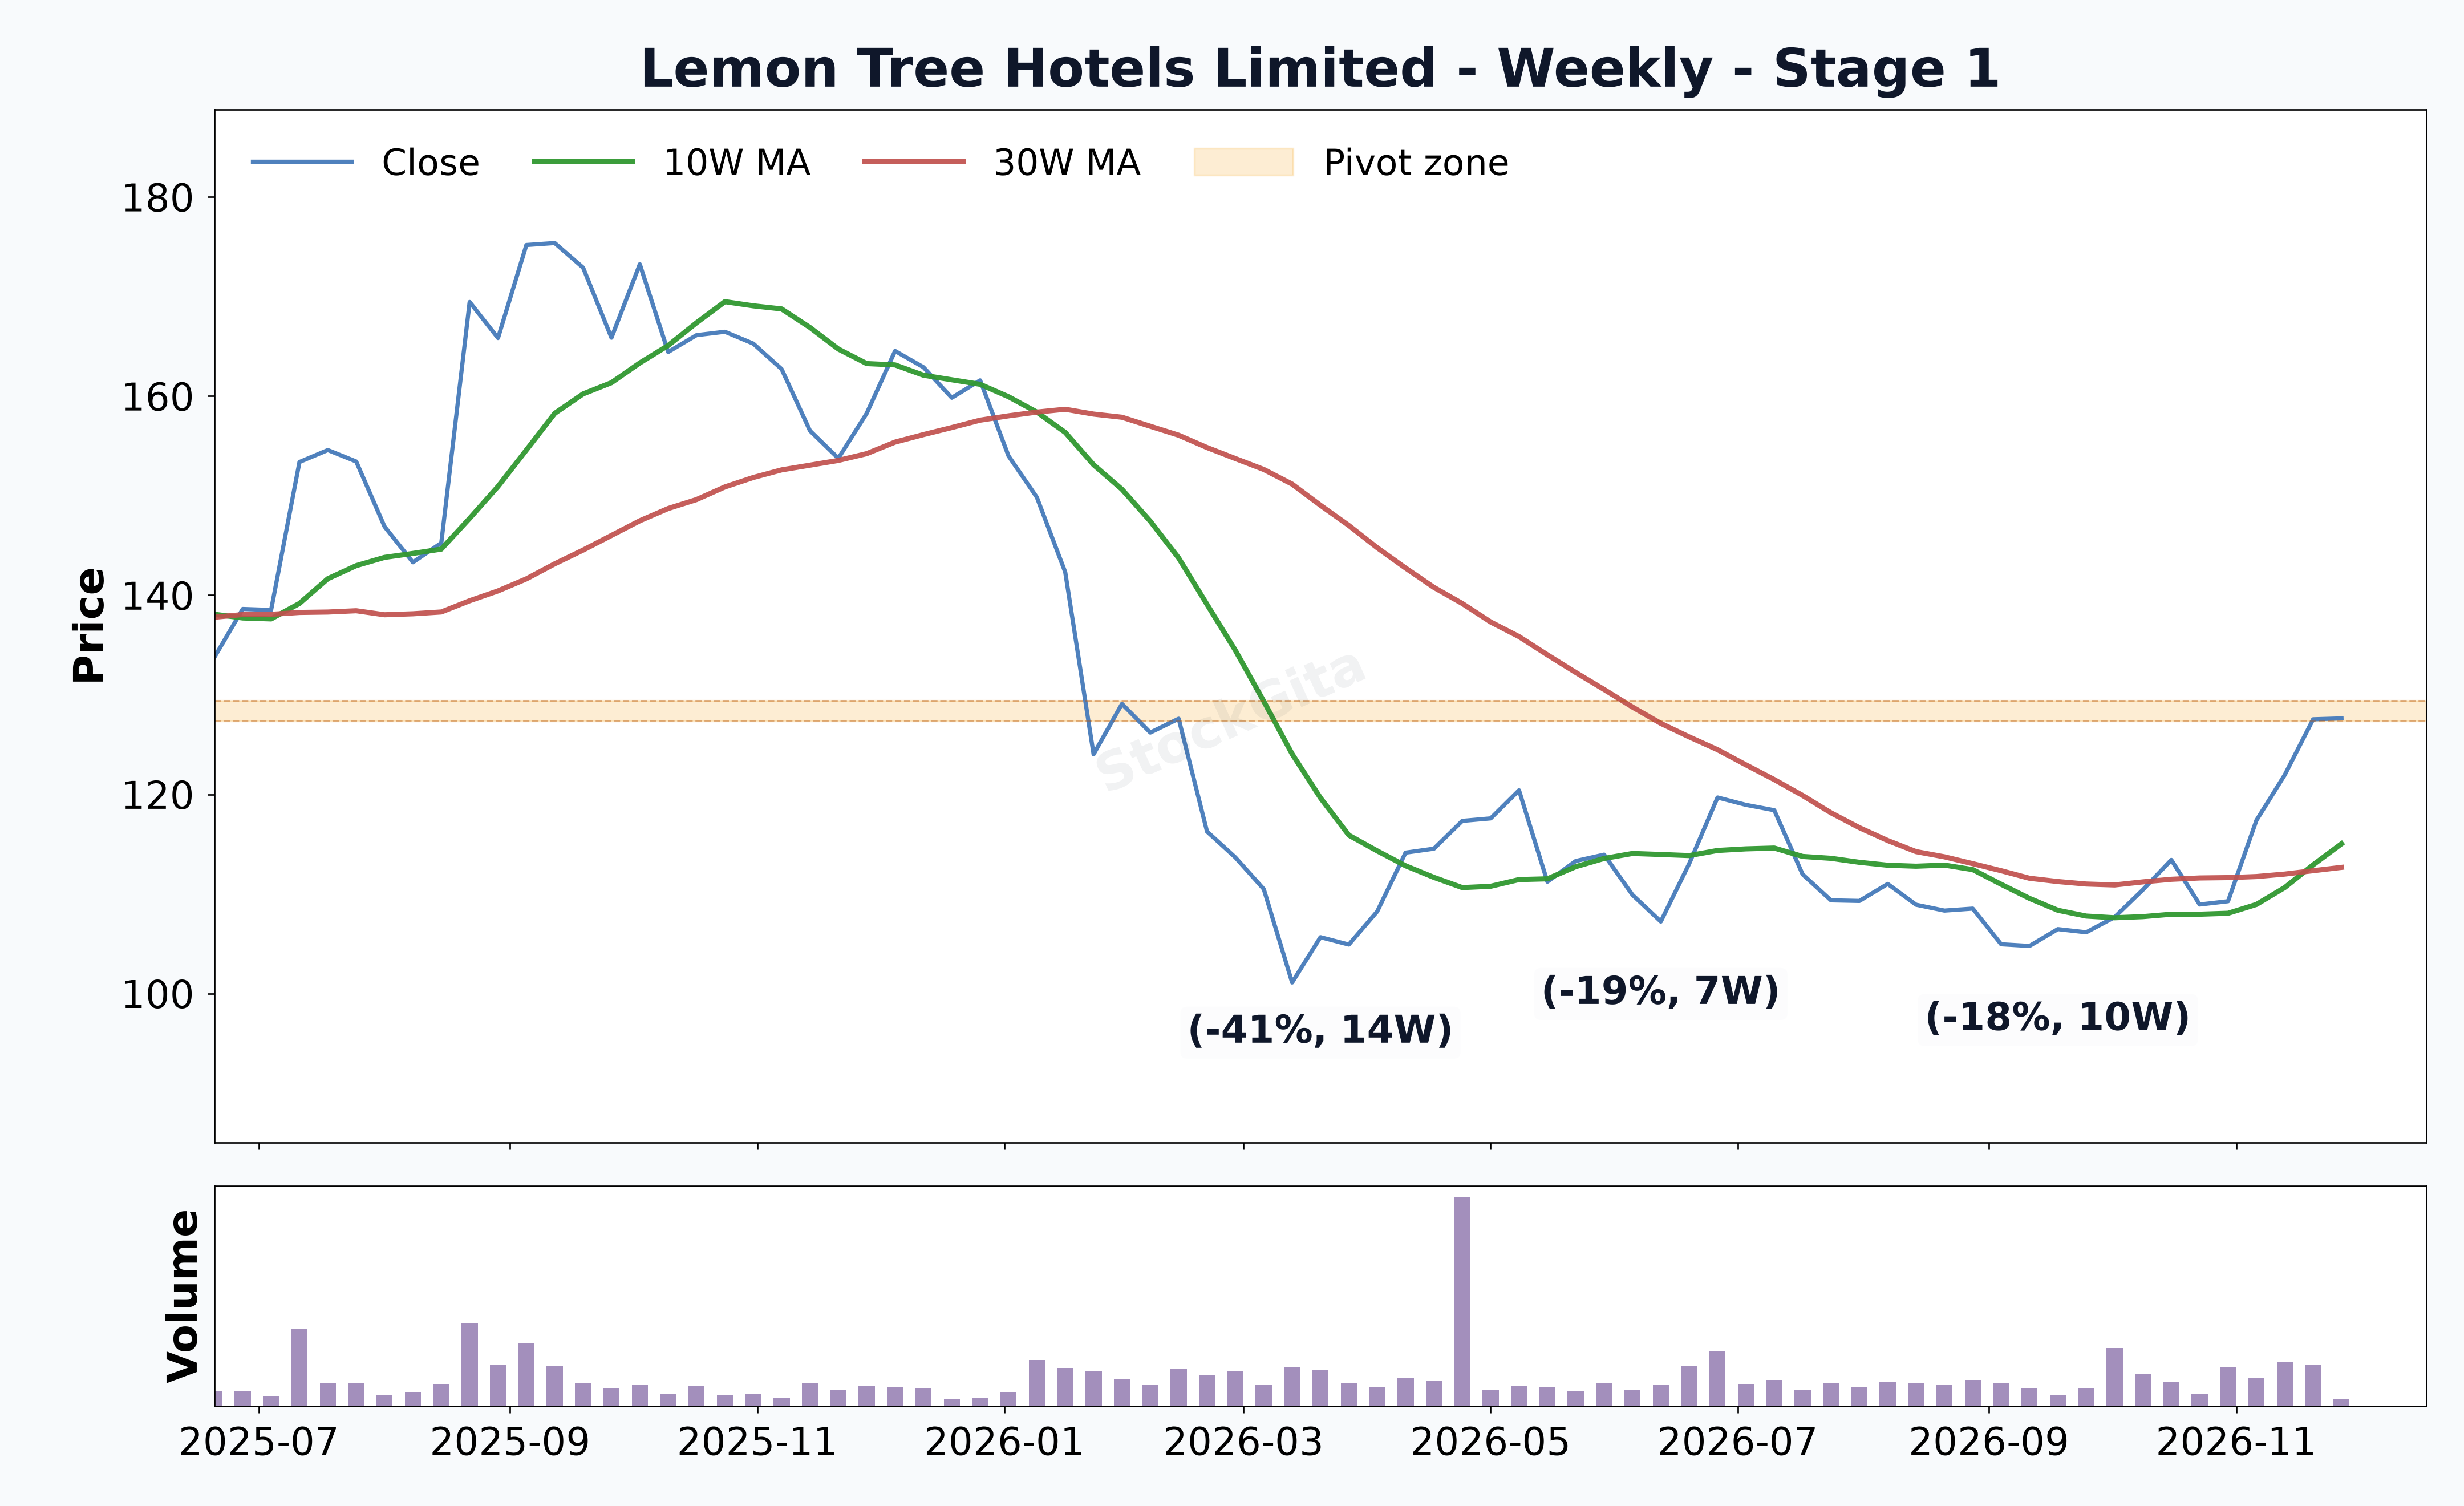 Lemon Tree Hotels Limited - Weekly - Stage 1
Close
10W MA
30W MA
Pivot zone
Price
180
160
140
120
100
StockGita
(-41%, 14W)
(-19%, 7W)
(-18%, 10W)
Volume
2025-07
2025-09
2025-11
2026-01
2026-03
2026-05
2026-07
2026-09
2026-11